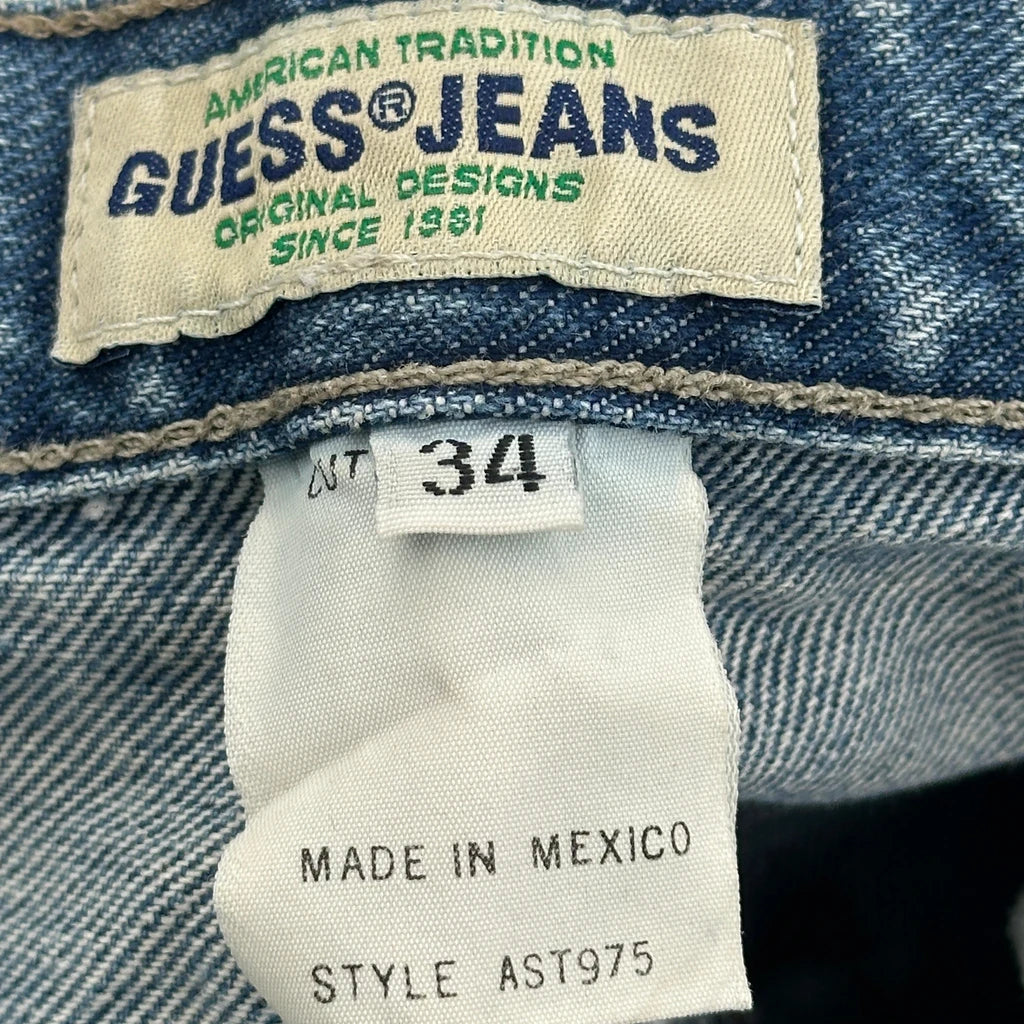 AMERICAN TRADITION
GUESS® JEANS
ORIGINAL DESIGNS
SINCE 1981
34
MADE IN MEXICO
STYLE AST975